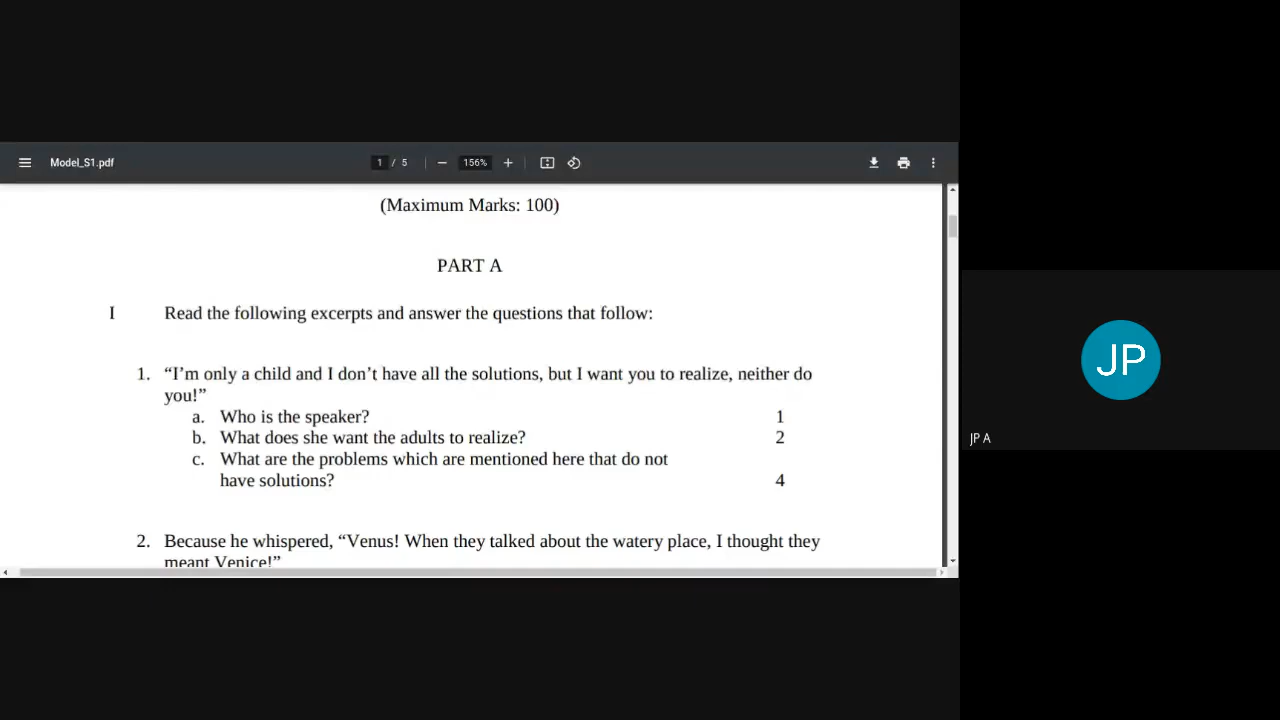 Model_S1.pdf
1 / 5
156%
(Maximum Marks: 100)
PART A
I Read the following excerpts and answer the questions that follow:
1. “I’m only a child and I don’t have all the solutions, but I want you to realize, neither do
you!”
a. Who is the speaker? 1
b. What does she want the adults to realize? 2
c. What are the problems which are mentioned here that do not
have solutions? 4
2. Because he whispered, “Venus! When they talked about the watery place, I thought they
meant Venice!”
JP
JP A